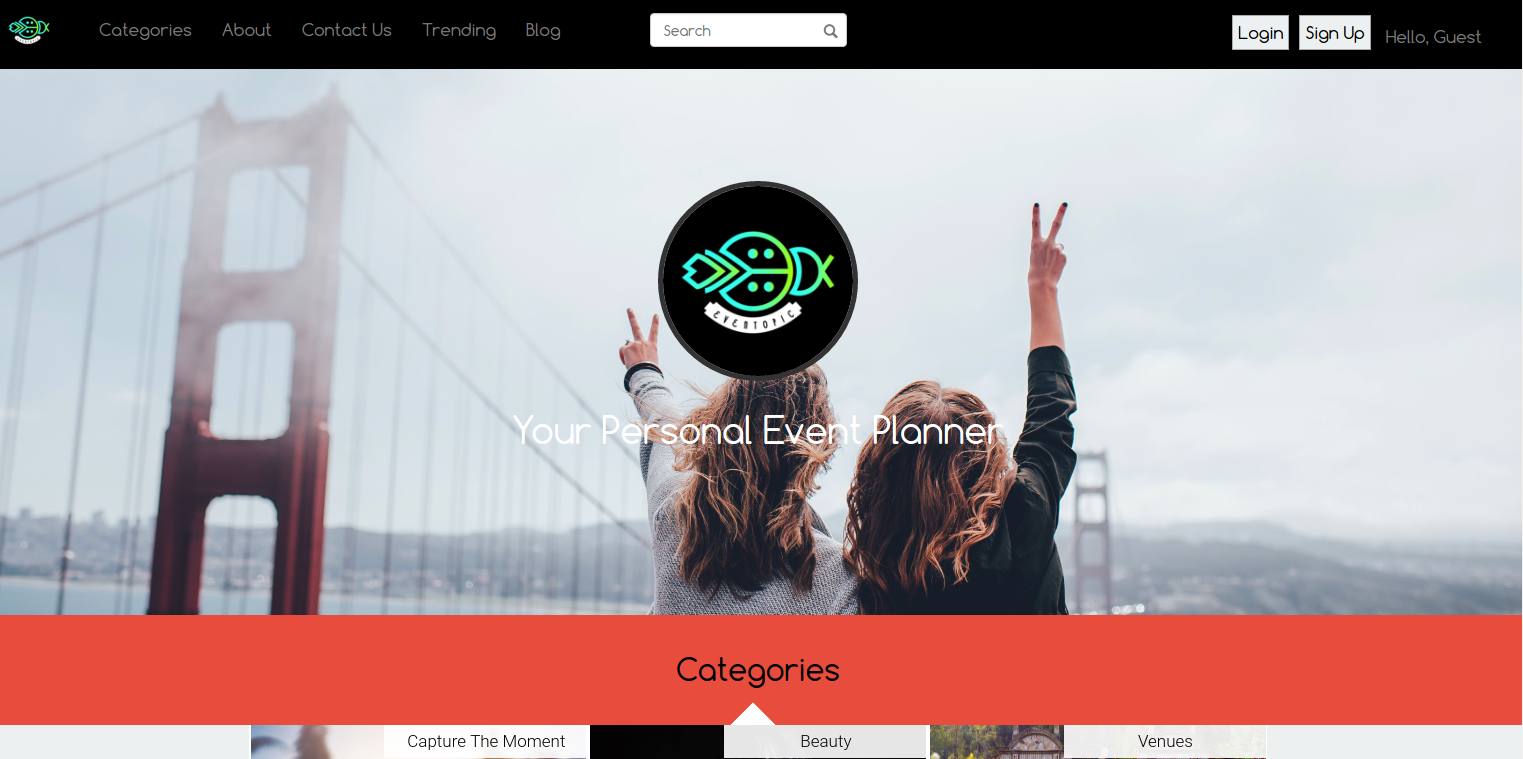 Categories About Contact Us Trending Blog Search Login Sign Up Hello, Guest
EVENTOPIC
Your Personal Event Planner
Categories
Capture The Moment Beauty Venues